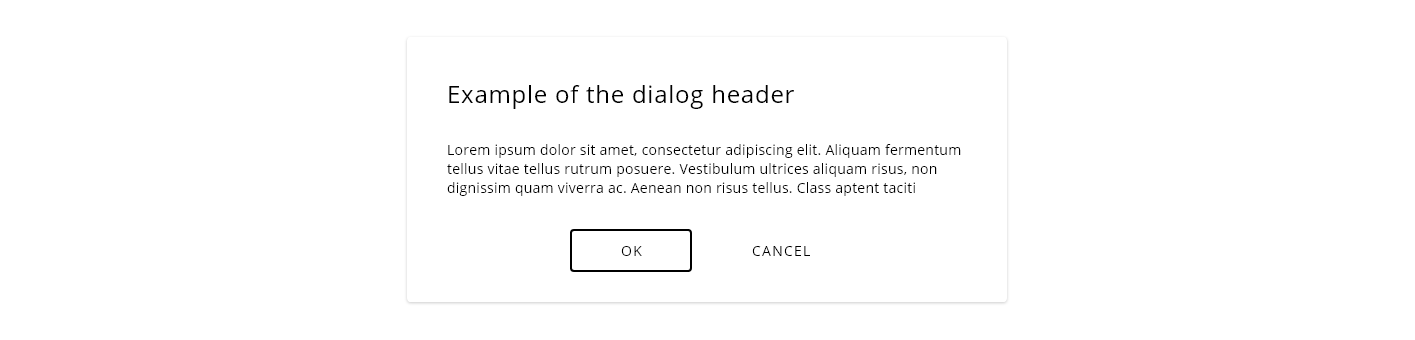 Example of the dialog header
Lorem ipsum dolor sit amet, consectetur adipiscing elit. Aliquam fermentum
tellus vitae tellus rutrum posuere. Vestibulum ultrices aliquam risus, non
dignissim quam viverra ac. Aenean non risus tellus. Class aptent taciti
OK CANCEL